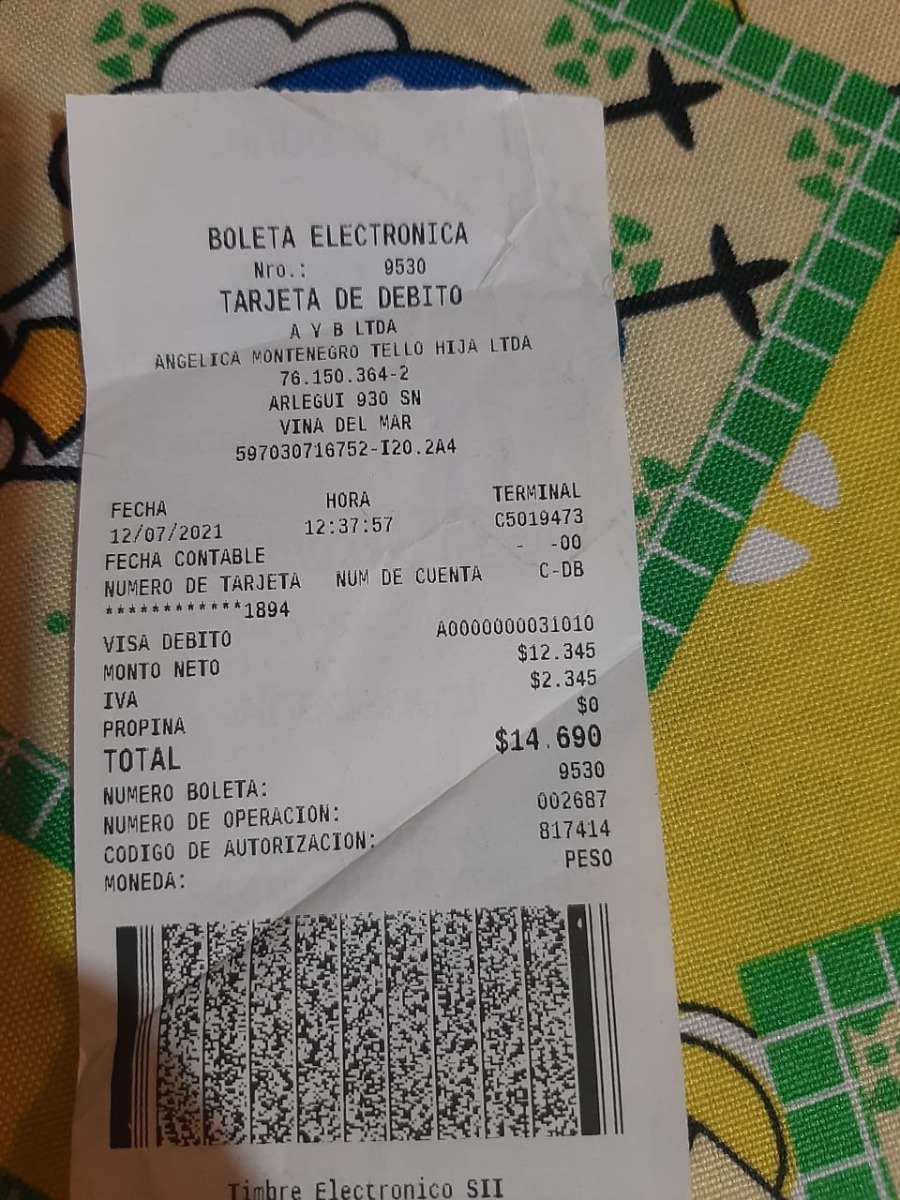 BOLETA ELECTRONICA
Nro.: 9530
TARJETA DE DEBITO
A Y B LTDA
ANGELICA MONTENEGRO TELLO HIJA LTDA
76.150.364-2
ARLEGUI 930 SN
VINA DEL MAR
597030716752-I20.2A4
FECHA HORA TERMINAL
12/07/2021 12:37:57 C5019473
FECHA CONTABLE - -00
NUMERO DE TARJETA NUM DE CUENTA C-DB
************1894
VISA DEBITO A0000000031010
MONTO NETO $12.345
IVA $2.345
PROPINA $0
TOTAL $14.690
NUMERO BOLETA: 9530
NUMERO DE OPERACION: 002687
CODIGO DE AUTORIZACION: 817414
MONEDA: PESO
Timbre Electronico SII